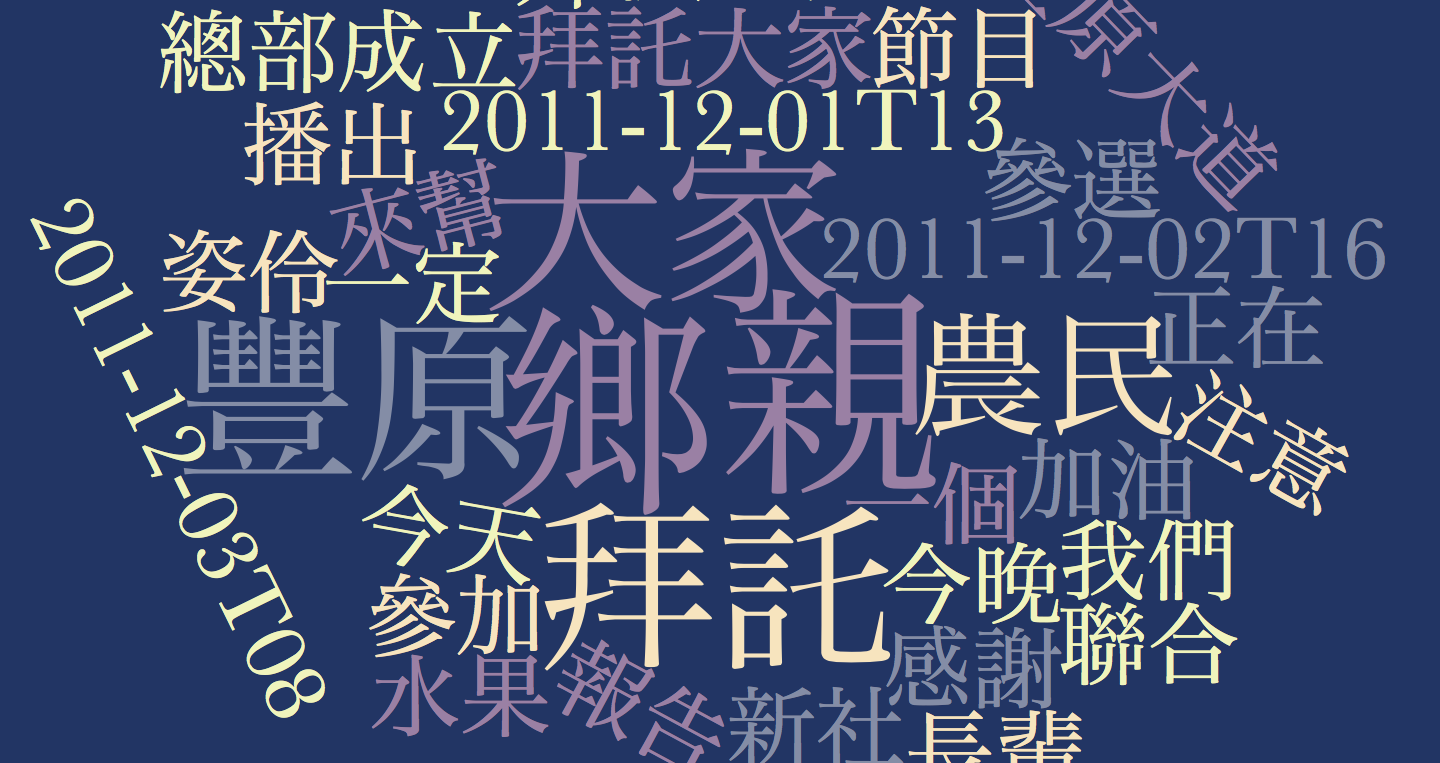 總部成立
拜託大家
節目
原大道
播出
2011-12-01T13
來幫
大家
參選
2011-12-02T16
2011-12-03T08
姿伶
一定
豐原
鄉親
農民
正在
注意
今天
一個
加油
拜託
今晚
我們
參加
聯合
感謝
水果
報告
新社
長輩